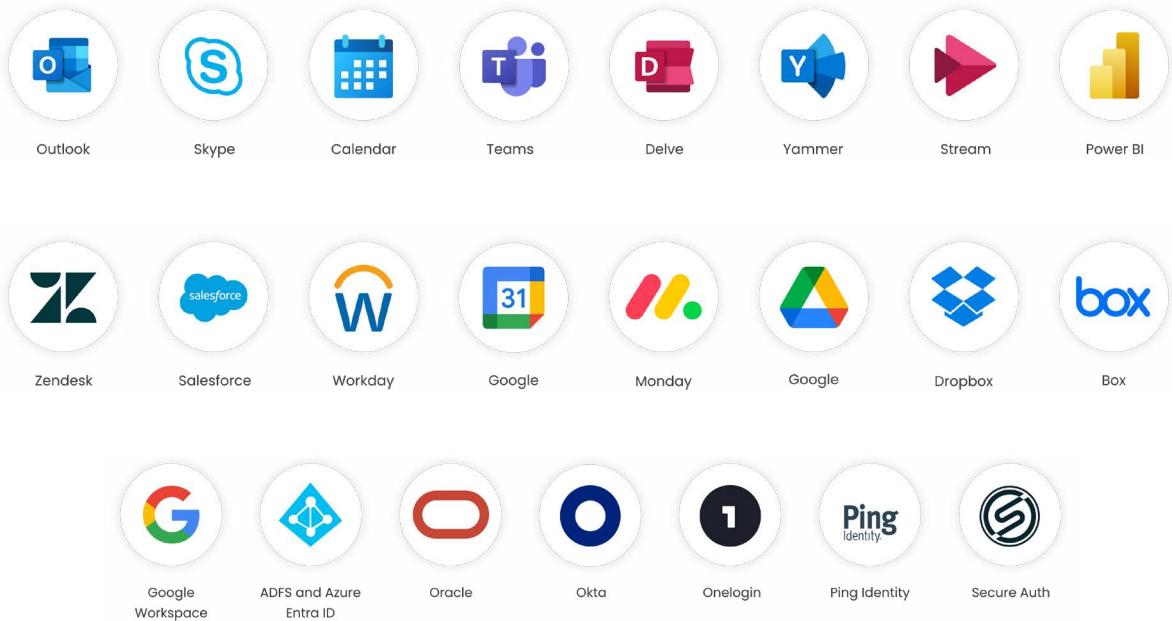 O
S
T
D
Y
Outlook
Skype
Calendar
Teams
Delve
Yammer
Stream
Power BI
salesforce
W
31
box
Zendesk
Salesforce
Workday
Google
Monday
Google
Dropbox
Box
G
1
Ping
Identity.
S
Google
Workspace
ADFS and Azure
Entra ID
Oracle
Okta
Onelogin
Ping Identity
Secure Auth